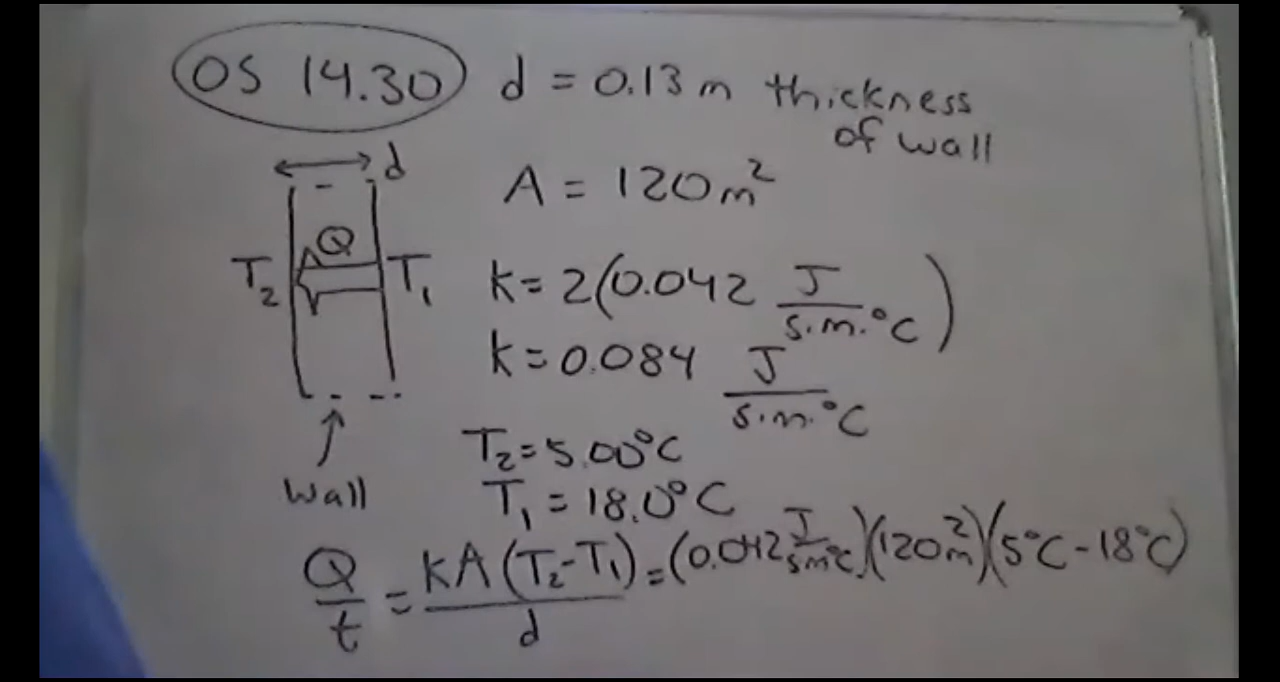 OS 14.30 d = 0.13 m thickness
of wall
d
A = 120 m²
Q
T₂ T₁
k = 2(0.042 J/s.m.°C)
k = 0.084 J/s.m.°C
T₂ = 5.00°C
wall
T₁ = 18.0°C
Q/t = kA(T₂-T₁)/d = (0.042 J/s m °C)(120 m²)(5°C - 18°C)